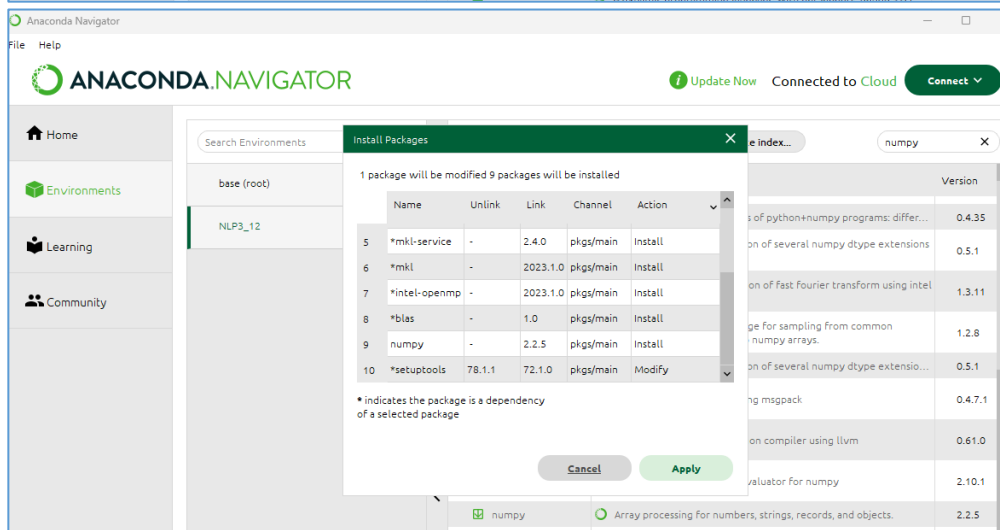 Anaconda Navigator
File Help
ANACONDA.NAVIGATOR
i Update Now Connected to Cloud Connect
Home
Environments
Learning
Community
Search Environments
base (root)
NLP3_12
e index...
numpy
Install Packages
1 package will be modified 9 packages will be installed
Name Unlink Link Channel Action
5 *mkl-service - 2.4.0 pkgs/main Install
6 *mkl - 2023.1.0 pkgs/main Install
7 *intel-openmp - 2023.1.0 pkgs/main Install
8 *blas - 1.0 pkgs/main Install
9 numpy - 2.2.5 pkgs/main Install
10 *setuptools 78.1.1 72.1.0 pkgs/main Modify
* indicates the package is a dependency
of a selected package
Cancel Apply
Version
s of python+numpy programs: differ... 0.4.35
on of several numpy dtype extensions 0.5.1
on of fast fourier transform using intel 1.3.11
ge for sampling from common
numpy arrays. 1.2.8
on of several numpy dtype extensio... 0.5.1
ng msgpack 0.4.7.1
on compiler using llvm 0.61.0
valuator for numpy 2.10.1
numpy Array processing for numbers, strings, records, and objects. 2.2.5